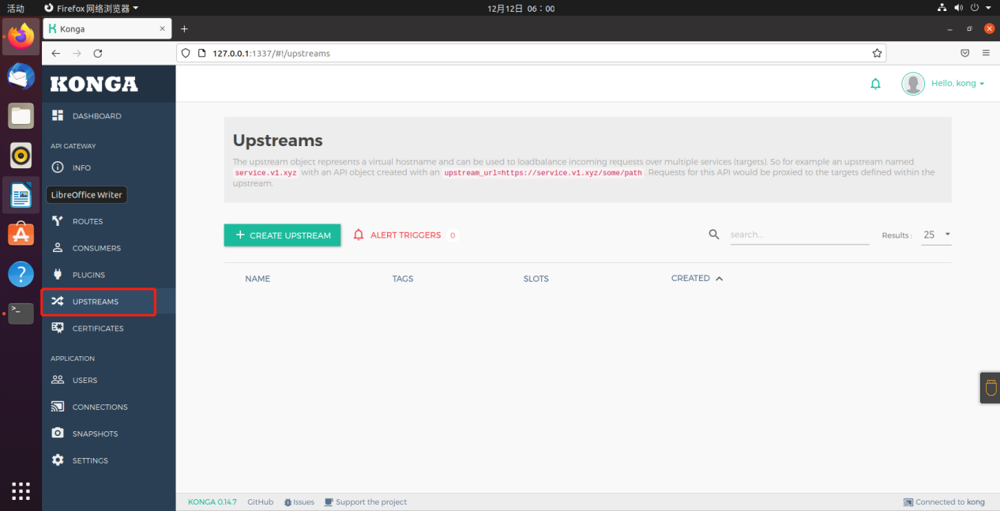 活动 Firefox 网络浏览器 12月12日 06：00
Konga
127.0.0.1:1337/#!/upstreams
KONGA
Hello, kong
DASHBOARD
API GATEWAY
INFO
LibreOffice Writer
ROUTES
CONSUMERS
PLUGINS
UPSTREAMS
CERTIFICATES
APPLICATION
USERS
CONNECTIONS
SNAPSHOTS
SETTINGS
Upstreams
The upstream object represents a virtual hostname and can be used to loadbalance incoming requests over multiple services (targets). So for example an upstream named
service.v1.xyz with an API object created with an upstream_url=https://service.v1.xyz/some/path . Requests for this API would be proxied to the targets defined within the
upstream.
+ CREATE UPSTREAM ALERT TRIGGERS 0 search... Results : 25
NAME TAGS SLOTS CREATED
KONGA 0.14.7 GitHub Issues Support the project Connected to kong